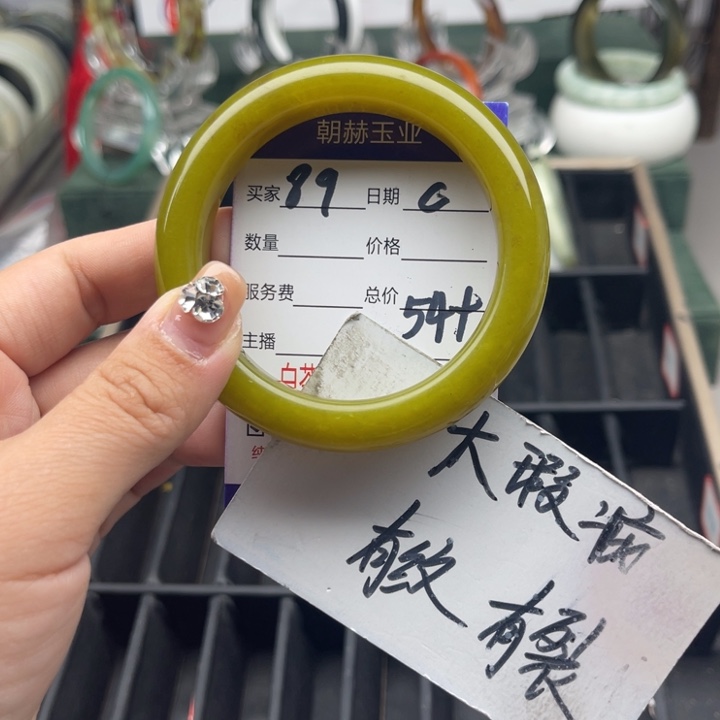 朝赫玉业
买家 89 日期 6
数量 价格
服务费 总价 54
主播
大瑕疵
有纹 有裂